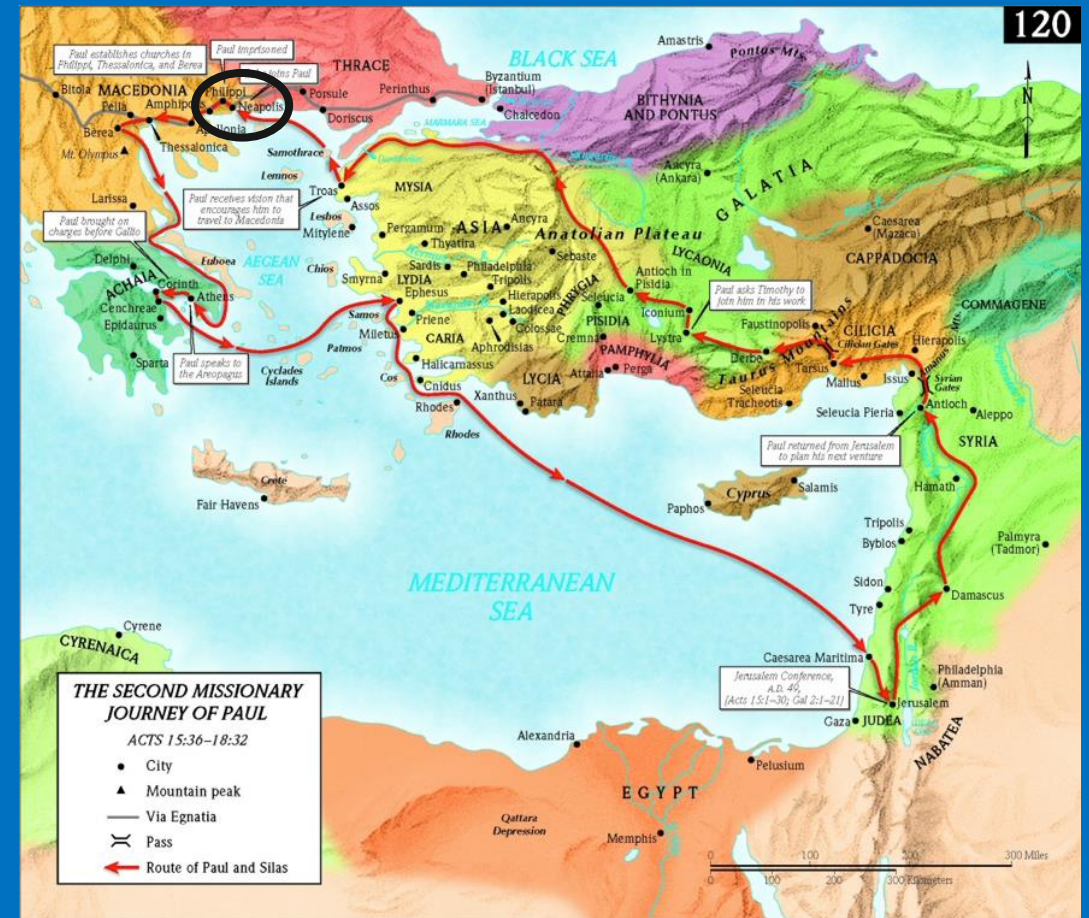 120
BLACK SEA
Amastris
Pontus Mts.
Paul establishes churches in
Philippi, Thessalonica, and Berea
Paul imprisoned
joins Paul
THRACE
Bitola
MACEDONIA
Pella
Amphipolis
Philippi
Neapolis
Porsule
Perinthus
Byzantium
(Istanbul)
Chalcedon
Doriscus
MARMARA SEA
BITHYNIA
AND PONTUS
N
Berea
Apollonia
Thessalonica
Mt. Olympus
Samothrace
Lemnos
Ancyra
(Ankara)
GALATIA
Troas
MYSIA
Assos
Larissa
Paul receives vision that
encourages him to
travel to Macedonia
Lesbos
Mitylene
Pergamum
ASIA
Ancyra
Anatolian Plateau
Thyatira
Sebaste
Caesarea
(Mazaca)
CAPPADOCIA
Paul brought on
charges before Gallio
Delphi
Euboea
AEGEAN
SEA
Chios
Smyrna
Sardis
Philadelphia
LYDIA
Tripolis
Ephesus
Hierapolis
Laodicea
Colossae
PHRYGIA
LYCAONIA
Antioch in
Pisidia
Seleucia
Iconium
Paul asks Timothy to
join him in his work
COMMAGENE
ACHAIA
Corinth
Athens
Cenchreae
Epidaurus
Samos
Priene
Miletus
CARIA
Aphrodisias
PISIDIA
Cremna
Lystra
Faustinopolis
CILICIA
Cilician Gates
Hierapolis
Derbe
Taurus Mountains
Tarsus
Mallus
Issus
Amanus Mts.
Syrian
Gates
Sparta
Paul speaks to
the Areopagus
Patmos
Cyclades
Islands
Halicarnassus
Cos
Cnidus
PAMPHYLIA
Attalia
Perga
LYCIA
Xanthus
Patara
Seleucia
Tracheotis
Seleucia Pieria
Antioch
Aleppo
Rhodes
Rhodes
Paul returned from Jerusalem
to plan his next venture
SYRIA
Crete
Fair Havens
Cyprus
Salamis
Paphos
Hamath
Tripolis
Byblos
Palmyra
(Tadmor)
MEDITERRANEAN
SEA
Sidon
Damascus
Tyre
Cyrene
CYRENAICA
Caesarea Maritima
Jerusalem Conference,
A.D. 49,
[Acts 15:1–30; Gal 2:1–21]
Philadelphia
(Amman)
Jerusalem
Gaza
JUDEA
NABATEA
THE SECOND MISSIONARY
JOURNEY OF PAUL
ACTS 15:36–18:32
City
Mountain peak
Via Egnatia
Pass
Route of Paul and Silas
Alexandria
Pelusium
EGYPT
Qattara
Depression
Memphis
0 100 200 300 Miles
0 100 200 300 Kilometers